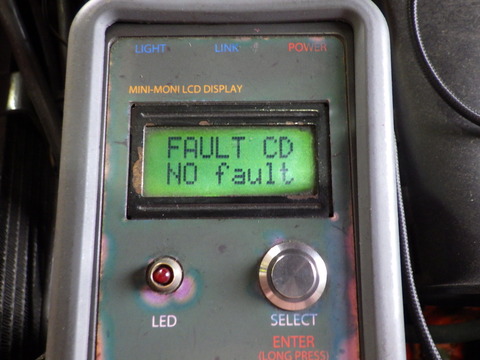 LIGHT LINK POWER
MINI-MONI LCD DISPLAY
FAULT CD
NO fault
LED SELECT
ENTER
(LONG PRESS)